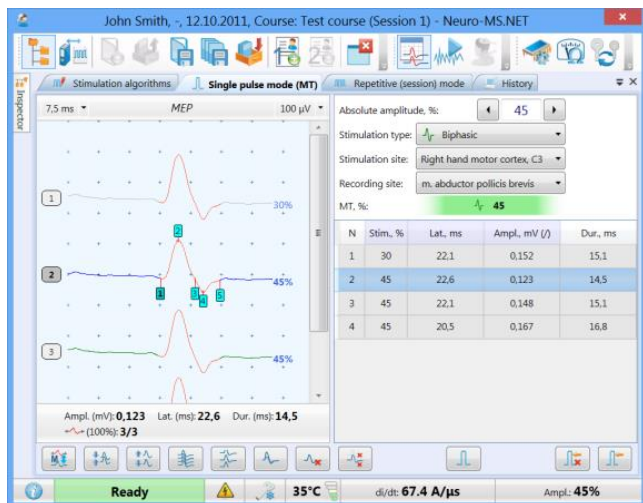 John Smith, -, 12.10.2011, Course: Test course (Session 1) - Neuro-MS.NET
Inspector
Stimulation algorithms
Single pulse mode (MT)
Repetitive (session) mode
History
7,5 ms
MEP
100 µV
1
30%
2
1
2
3
4
5
45%
3
45%
Ampl. (mV): 0,123 Lat. (ms): 22,6 Dur. (ms): 14,5
(100%): 3/3
Absolute amplitude, %: 45
Stimulation type: Biphasic
Stimulation site: Right hand motor cortex, C3
Recording site: m. abductor pollicis brevis
MT, %: 45
N Stim., % Lat., ms Ampl., mV (/) Dur., ms
1 30 22,1 0,152 15,1
2 45 22,6 0,123 14,5
3 45 22,1 0,148 15,1
4 45 20,5 0,167 16,8
Ready
35°C
di/dt: 67.4 A/µs
Ampl.: 45%